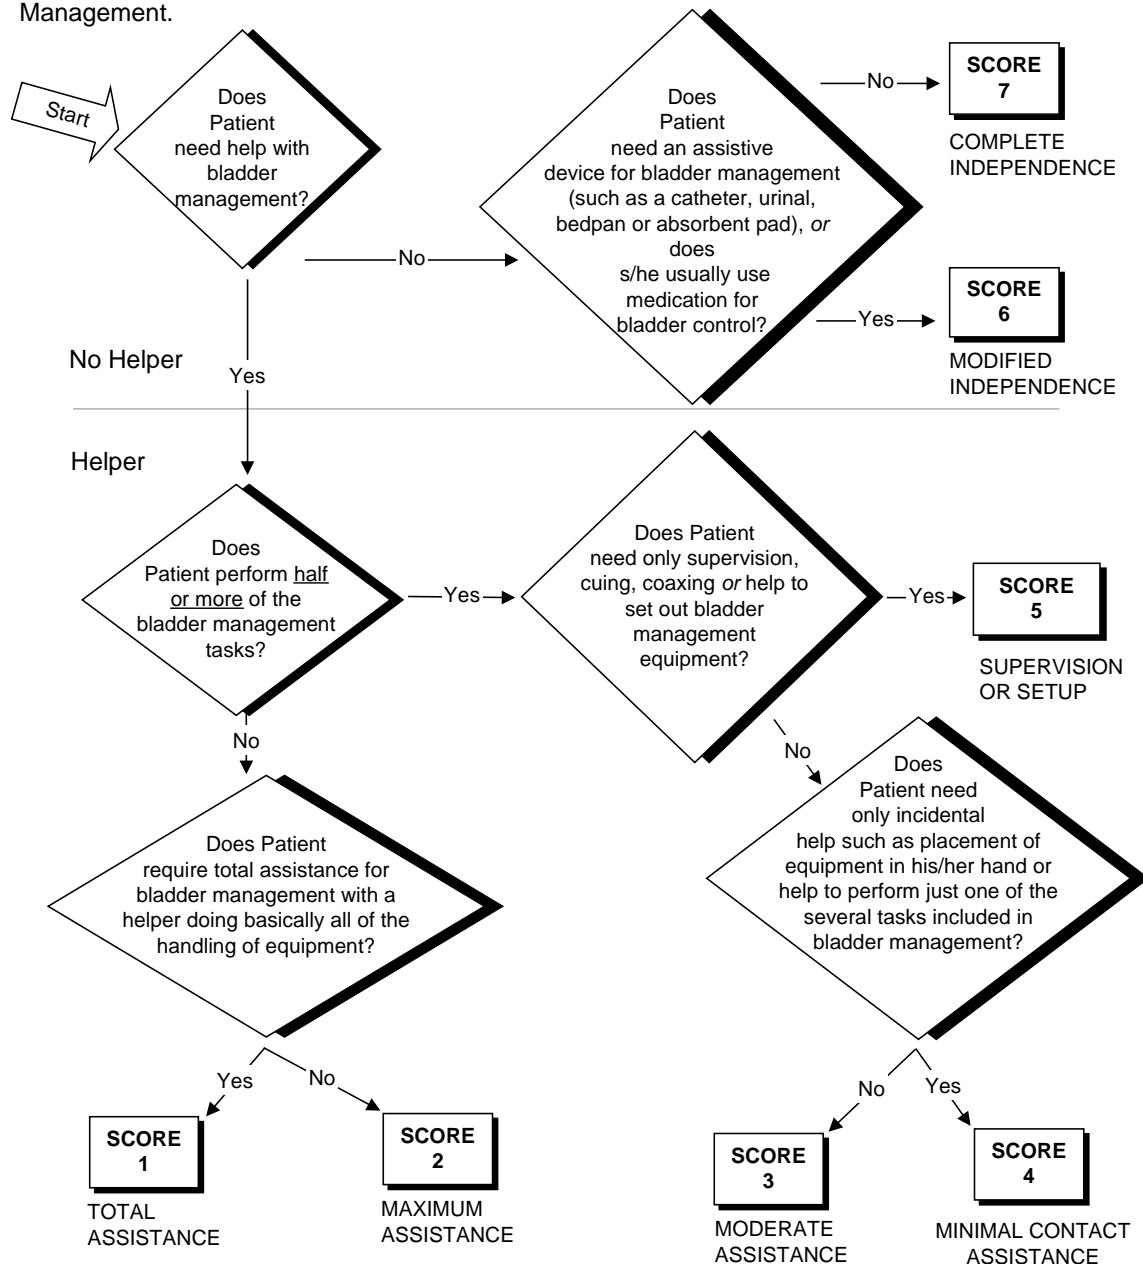 Management.
Start
Does
Patient
need help with
bladder
management?
No
Does
Patient
need an assistive
device for bladder management
(such as a catheter, urinal,
bedpan or absorbent pad), or
does
s/he usually use
medication for
bladder control?
No
SCORE
7
COMPLETE
INDEPENDENCE
Yes
SCORE
6
MODIFIED
INDEPENDENCE
No Helper
Yes
Helper
Does
Patient perform half
or more of the
bladder management
tasks?
Yes
Does Patient
need only supervision,
cuing, coaxing or help to
set out bladder
management
equipment?
Yes
SCORE
5
SUPERVISION
OR SETUP
No
No
Does Patient
require total assistance for
bladder management with a
helper doing basically all of the
handling of equipment?
Does
Patient need
only incidental
help such as placement of
equipment in his/her hand or
help to perform just one of the
several tasks included in
bladder management?
Yes
No
No
Yes
SCORE
1
TOTAL
ASSISTANCE
SCORE
2
MAXIMUM
ASSISTANCE
SCORE
3
MODERATE
ASSISTANCE
SCORE
4
MINIMAL CONTACT
ASSISTANCE